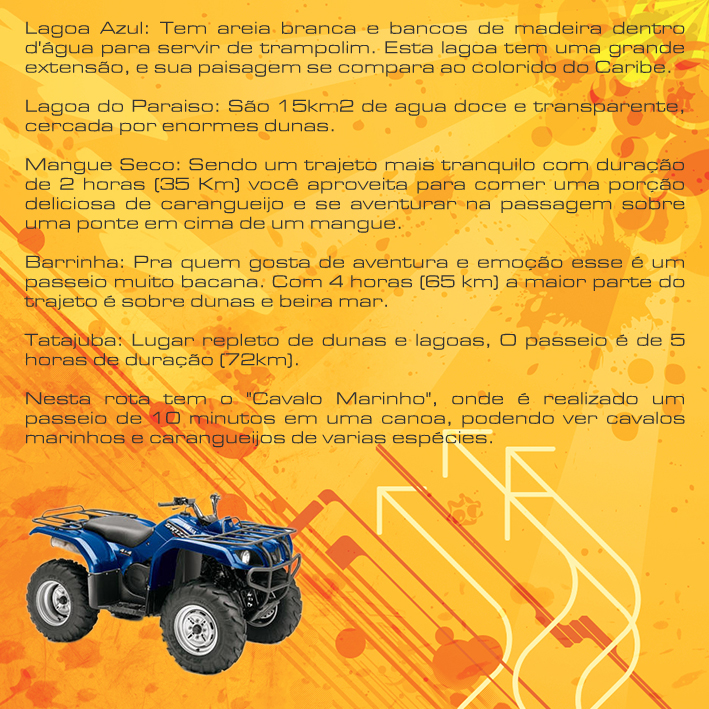 Lagoa Azul: Tem areia branca e bancos de madeira dentro
d'água para servir de trampolim. Esta lagoa tem uma grande
extensão, e sua paisagem se compara ao colorido do Caribe.
Lagoa do Paraiso: São 15km2 de agua doce e transparente,
cercada por enormes dunas.
Mangue Seco: Sendo um trajeto mais tranquilo com duração
de 2 horas (35 Km) você aproveita para comer uma porção
deliciosa de carangueijo e se aventurar na passagem sobre
uma ponte em cima de um mangue.
Barrinha: Pra quem gosta de aventura e emoção esse é um
passeio muito bacana. Com 4 horas (65 km) a maior parte do
trajeto é sobre dunas e beira mar.
Tatajuba: Lugar repleto de dunas e lagoas, O passeio é de 5
horas de duração (72km).
Nesta rota tem o "Cavalo Marinho", onde é realizado um
passeio de 10 minutos em uma canoa, podendo ver cavalos
marinhos e carangueijos de varias espécies.
4x4